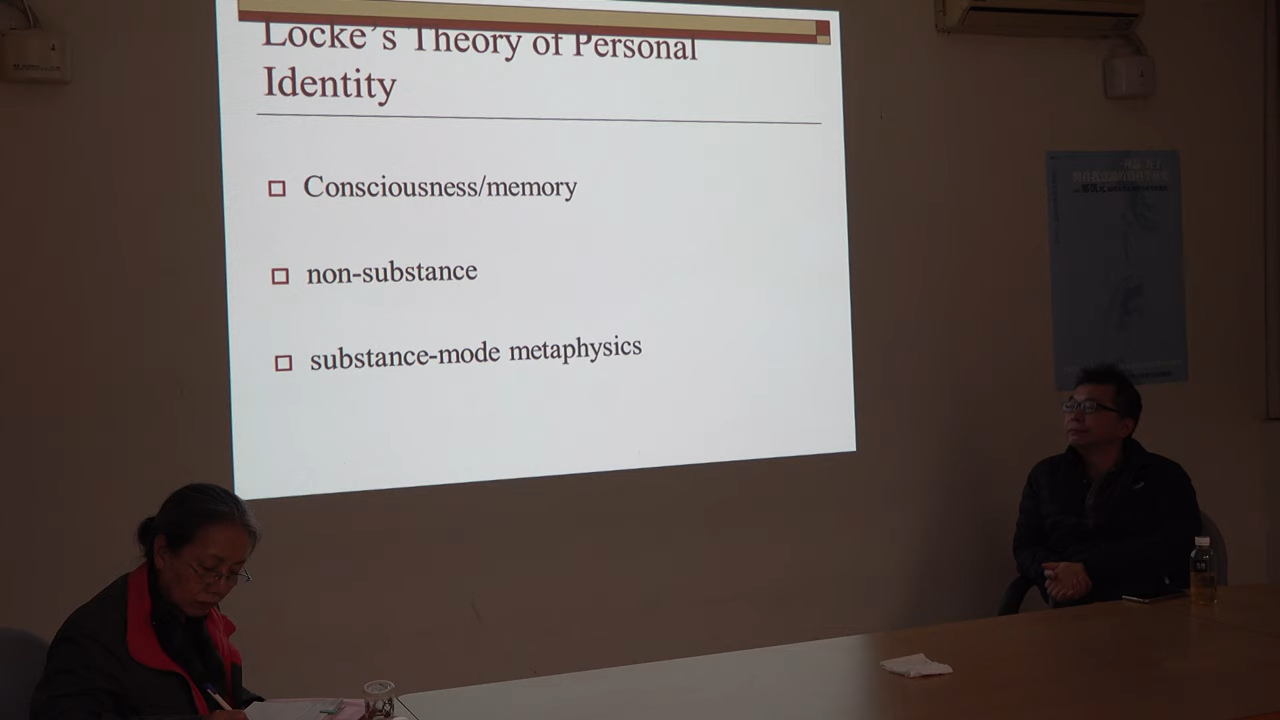 Locke's Theory of Personal
Identity
Consciousness/memory
non-substance
substance-mode metaphysics